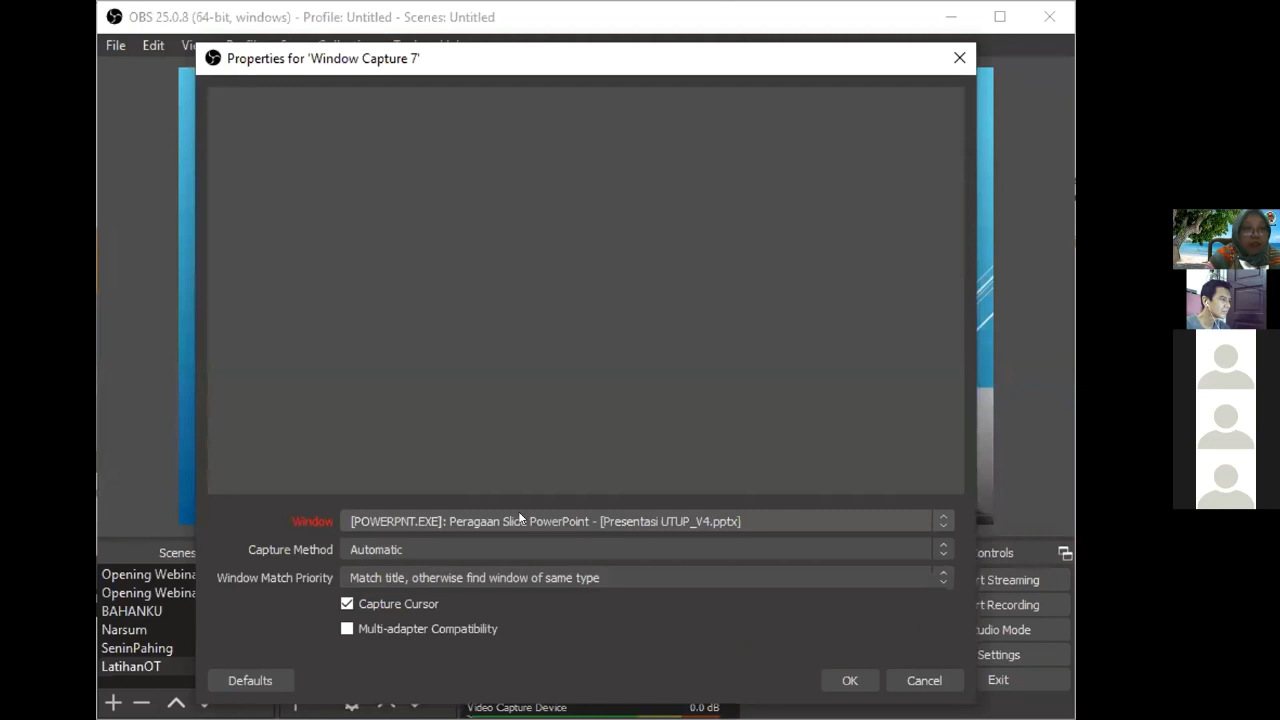 OBS 25.0.8 (64-bit, windows) - Profile: Untitled - Scenes: Untitled
File Edit
Properties for 'Window Capture 7'
Window [POWERPNT.EXE]: Peragaan Slide PowerPoint - [Presentasi UTUP_V4.pptx]
Capture Method Automatic
Window Match Priority Match title, otherwise find window of same type
Capture Cursor
Multi-adapter Compatibility
Defaults OK Cancel
Scenes
Opening Webina
Opening Webina
BAHANKU
Narsum
SeninPahing
LatihanOT
ontrols
rt Streaming
rt Recording
tudio Mode
Settings
Exit
Video Capture Device 0.0 dB